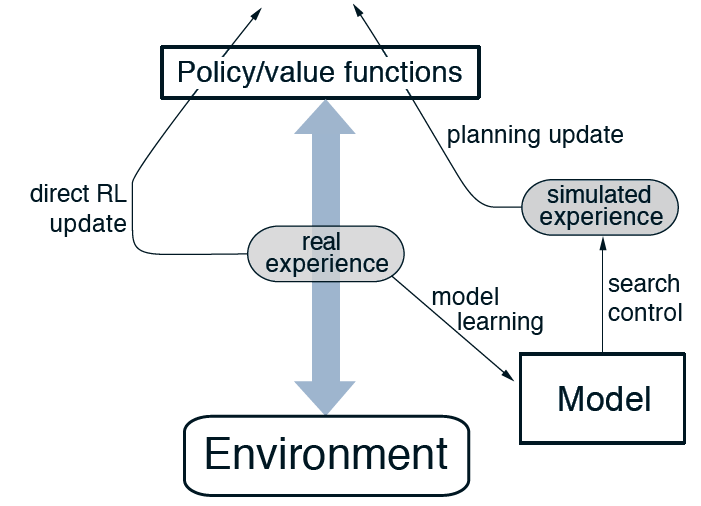 Policy/value functions
planning update
direct RL
update
simulated
experience
real
experience
model
learning
search
control
Model
Environment